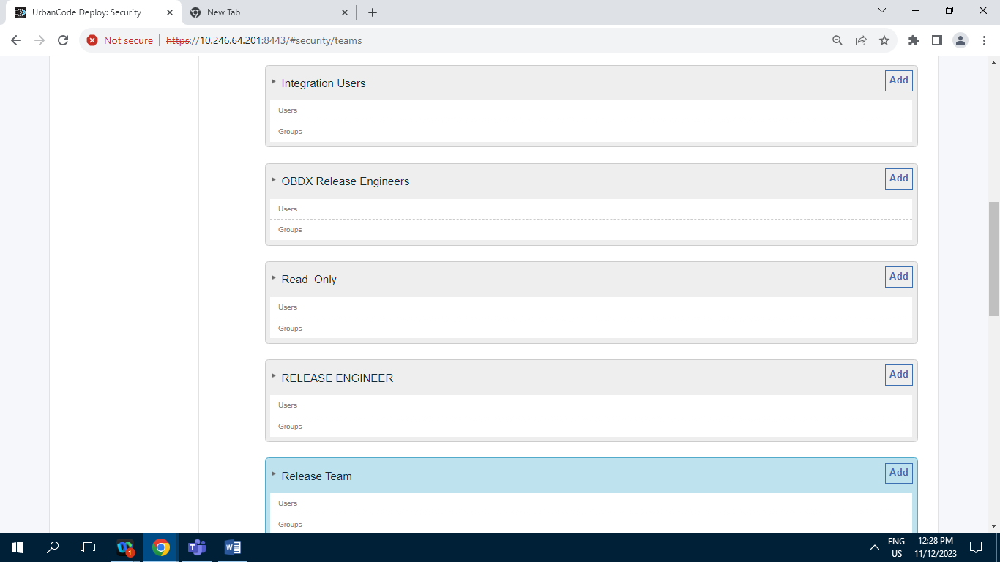 UrbanCode Deploy: Security
New Tab
Not secure
https://10.246.64.201:8443/#security/teams
Integration Users
Add
Users
Groups
OBDX Release Engineers
Add
Users
Groups
Read_Only
Add
Users
Groups
RELEASE ENGINEER
Add
Users
Groups
Release Team
Add
Users
Groups
1
ENG
US
12:28 PM
11/12/2023